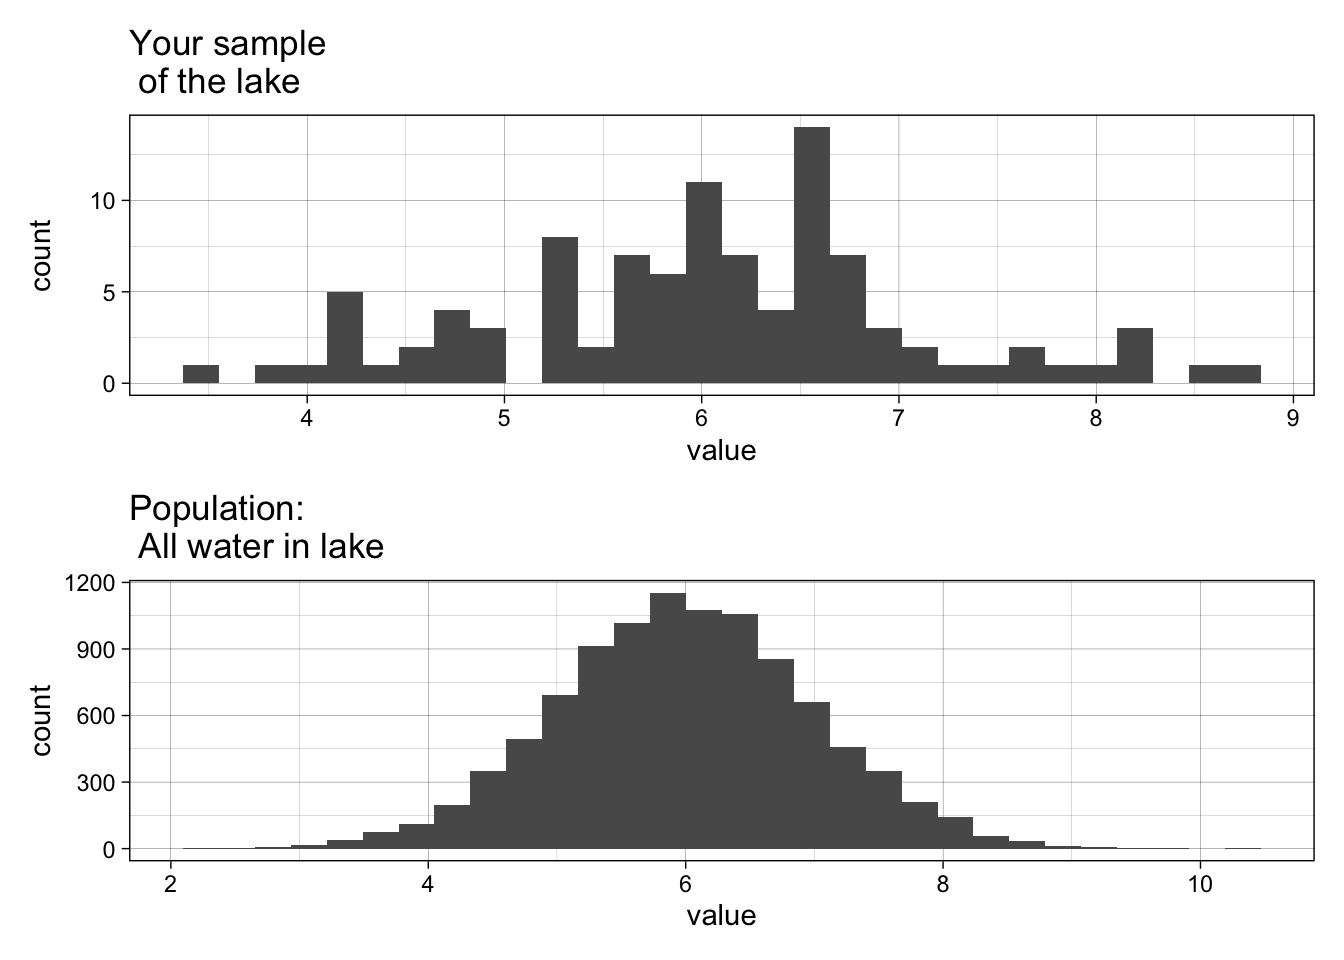 Your sample
of the lake
10
5
0
count
4 5 6 7 8 9
value
Population:
All water in lake
1200
900
600
300
0
count
2 4 6 8 10
value